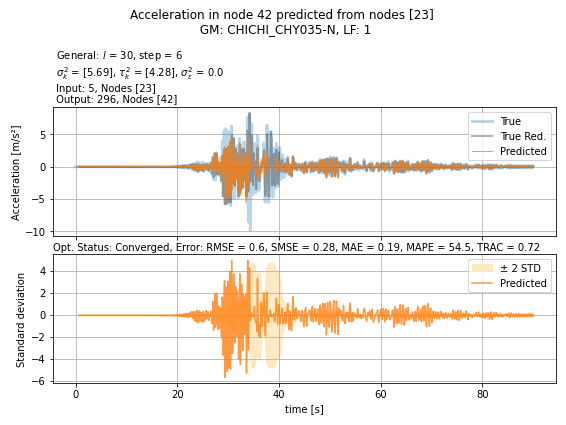 Acceleration in node 42 predicted from nodes [23]
GM: CHICHI_CHY035-N, LF: 1
General: l = 30, step = 6
σ²ₖ = [5.69], τ²ₖ = [4.28], σ²ε = 0.0
Input: 5, Nodes [23]
Output: 296, Nodes [42]
True
True Red.
Predicted
5
0
−5
−10
Acceleration [m/s²]
Opt. Status: Converged, Error: RMSE = 0.6, SMSE = 0.28, MAE = 0.19, MAPE = 54.5, TRAC = 0.72
± 2 STD
Predicted
4
2
0
−2
−4
−6
Standard deviation
0 20 40 60 80
time [s]